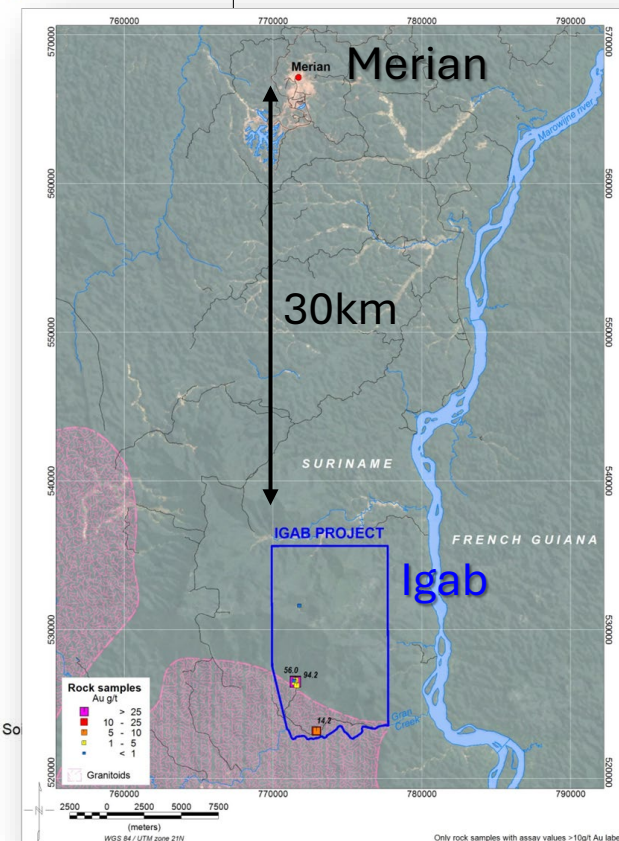 760000 770000 780000 790000
570000 570000
Merian
Merian
Marowijne river
560000 560000
30km
550000 550000
SURINAME
540000 540000
FRENCH GUIANA
IGAB PROJECT
Igab
530000 530000
56.0
94.2
14.2
Gran
Creek
Rock samples
Au g/t
> 25
10 - 25
5 - 10
1 - 5
< 1
Granitoids
So
520000 520000
760000 770000 780000 790000
N
2500 0 2500 5000 7500
(meters)
WGS 84 / UTM zone 21N
Only rock samples with assay values >10g/t Au labe